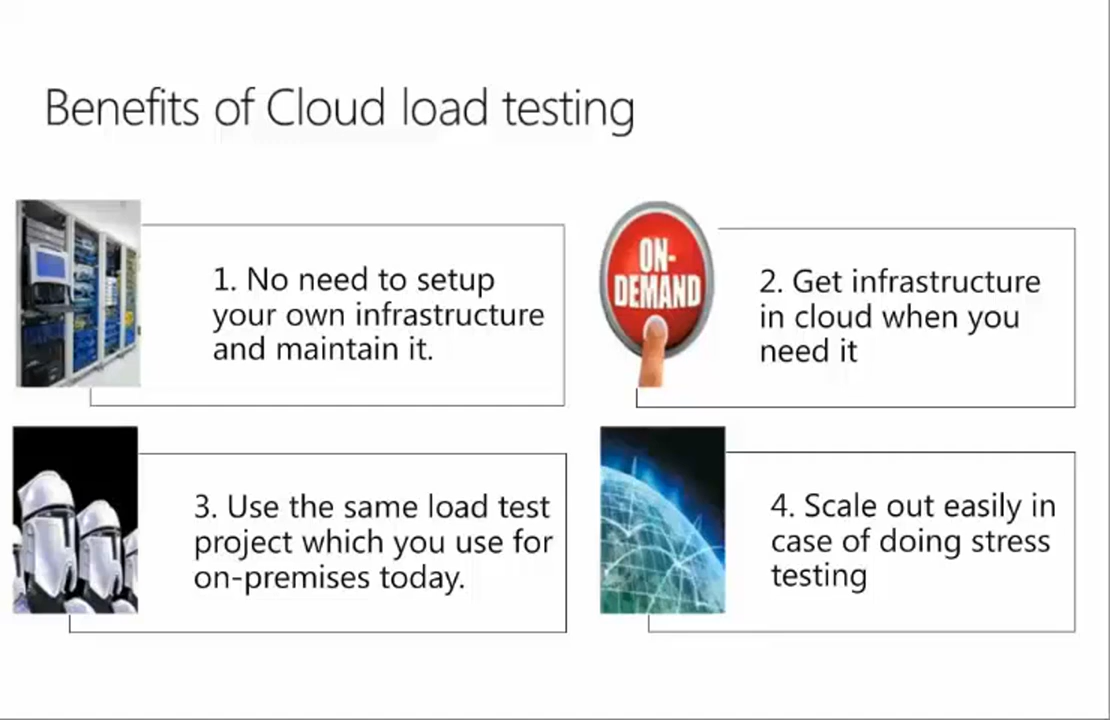 Benefits of Cloud load testing
1. No need to setup
your own infrastructure
and maintain it.
ON-
DEMAND
2. Get infrastructure
in cloud when you
need it
3. Use the same load test
project which you use for
on-premises today.
4. Scale out easily in
case of doing stress
testing